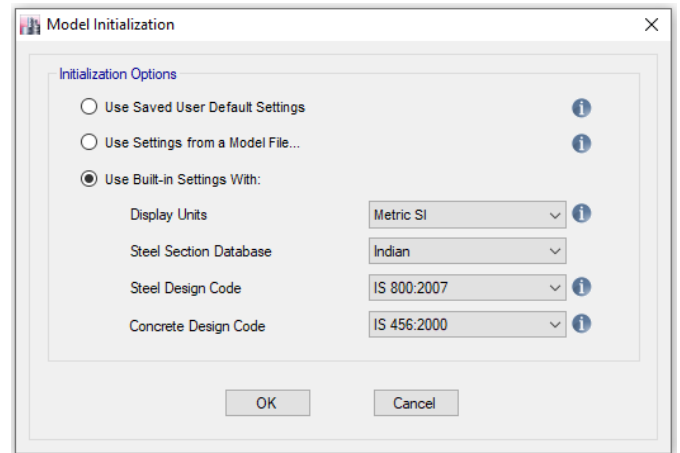 Model Initialization
Initialization Options
Use Saved User Default Settings
Use Settings from a Model File...
Use Built-in Settings With:
Display Units Metric SI
Steel Section Database Indian
Steel Design Code IS 800:2007
Concrete Design Code IS 456:2000
OK Cancel